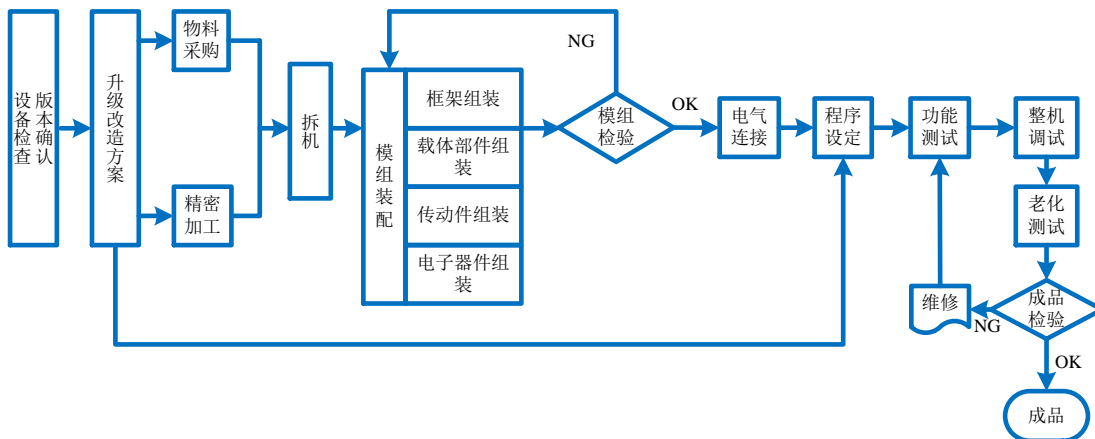 版本确认
设备检查
升级改造方案
物料
采购
精密
加工
拆机
模组装配
框架组装
载体部件组
装
传动件组装
电子器件组
装
NG
模组
检验
OK
电气
连接
程序
设定
功能
测试
整机
调试
老化
测试
维修
NG
成品
检验
OK
成品